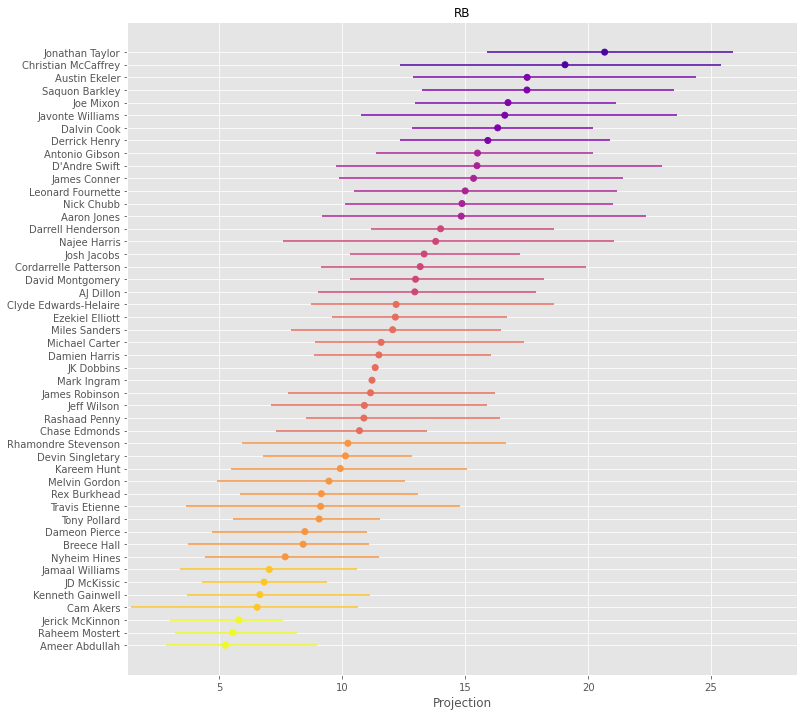 RB
Jonathan Taylor
Christian McCaffrey
Austin Ekeler
Saquon Barkley
Joe Mixon
Javonte Williams
Dalvin Cook
Derrick Henry
Antonio Gibson
D'Andre Swift
James Conner
Leonard Fournette
Nick Chubb
Aaron Jones
Darrell Henderson
Najee Harris
Josh Jacobs
Cordarrelle Patterson
David Montgomery
AJ Dillon
Clyde Edwards-Helaire
Ezekiel Elliott
Miles Sanders
Michael Carter
Damien Harris
JK Dobbins
Mark Ingram
James Robinson
Jeff Wilson
Rashaad Penny
Chase Edmonds
Rhamondre Stevenson
Devin Singletary
Kareem Hunt
Melvin Gordon
Rex Burkhead
Travis Etienne
Tony Pollard
Dameon Pierce
Breece Hall
Nyheim Hines
Jamaal Williams
JD McKissic
Kenneth Gainwell
Cam Akers
Jerick McKinnon
Raheem Mostert
Ameer Abdullah
5 10 15 20 25
Projection